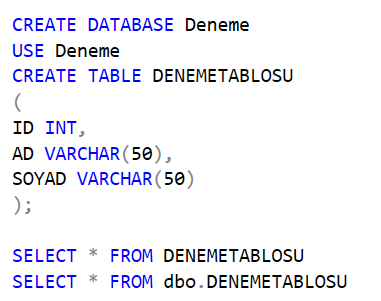 CREATE DATABASE Deneme
USE Deneme
CREATE TABLE DENEMETABLOSU
(
ID INT,
AD VARCHAR(50),
SOYAD VARCHAR(50)
);
SELECT * FROM DENEMETABLOSU
SELECT * FROM dbo.DENEMETABLOSU